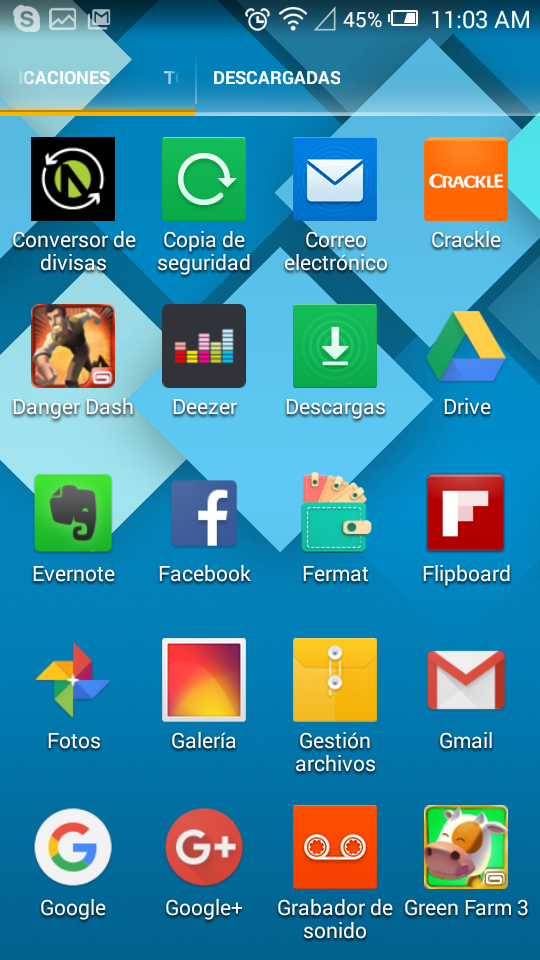 45% 11:03 AM
ICACIONES T DESCARGADAS
CRACKLE
Conversor de divisas
Copia de seguridad
Correo electrónico
Crackle
Danger Dash
Deezer
Descargas
Drive
Evernote
Facebook
Fermat
Flipboard
Fotos
Galería
Gestión archivos
Gmail
Google
Google+
Grabador de sonido
Green Farm 3